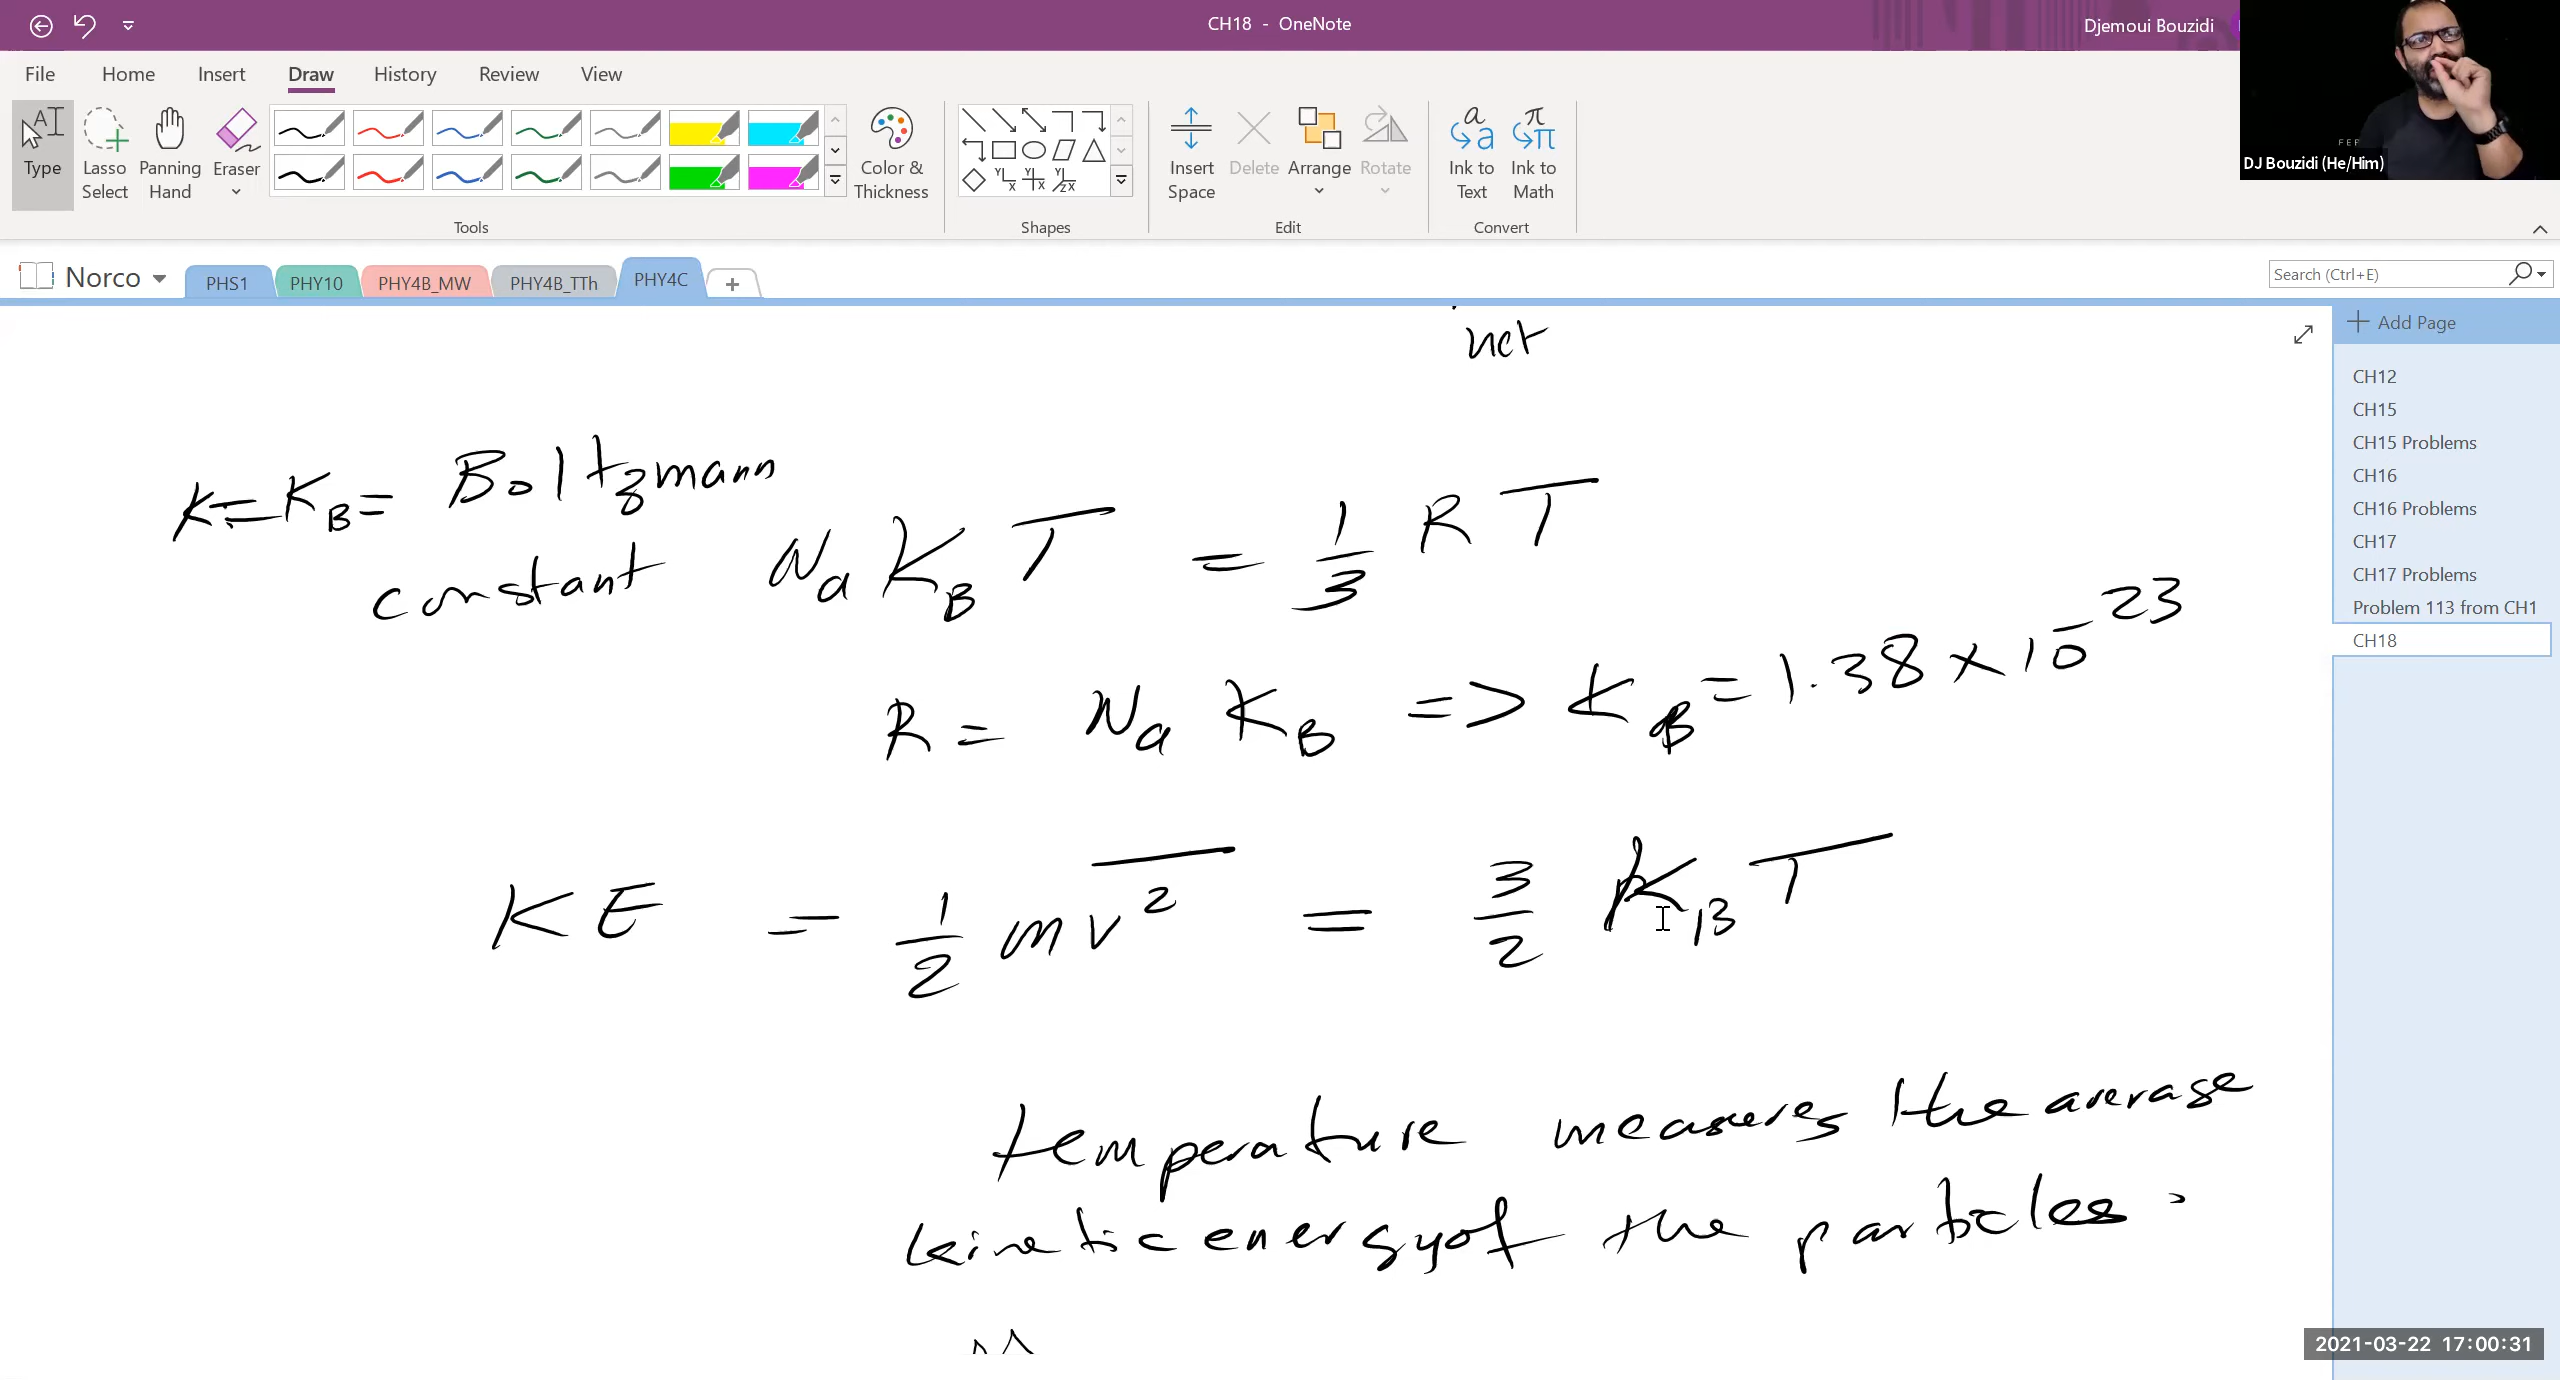 CH18 - OneNote
Djemoui Bouzidi
File Home Insert Draw History Review View
Type
Lasso Select
Panning Hand
Eraser
Color & Thickness
Insert Space
Delete
Arrange
Rotate
Ink to Text
Ink to Math
Tools
Shapes
Edit
Convert
DJ Bouzidi (He/Him)
Norco
PHS1 PHY10 PHY4B_MW PHY4B_TTh PHY4C
Search (Ctrl+E)
Add Page
CH12
CH15
CH15 Problems
CH16
CH16 Problems
CH17
CH17 Problems
Problem 113 from CH1
CH18
net
K = K_B = Boltzmann
constant
N_a K_B T = 1/3 R T
R = N_a K_B => K_B = 1.38 × 10^-23
KE = 1/2 m v^2 = 3/2 K_B T
temperature measures the average
kinetic energy of the particles.
2021-03-22 17:00:31